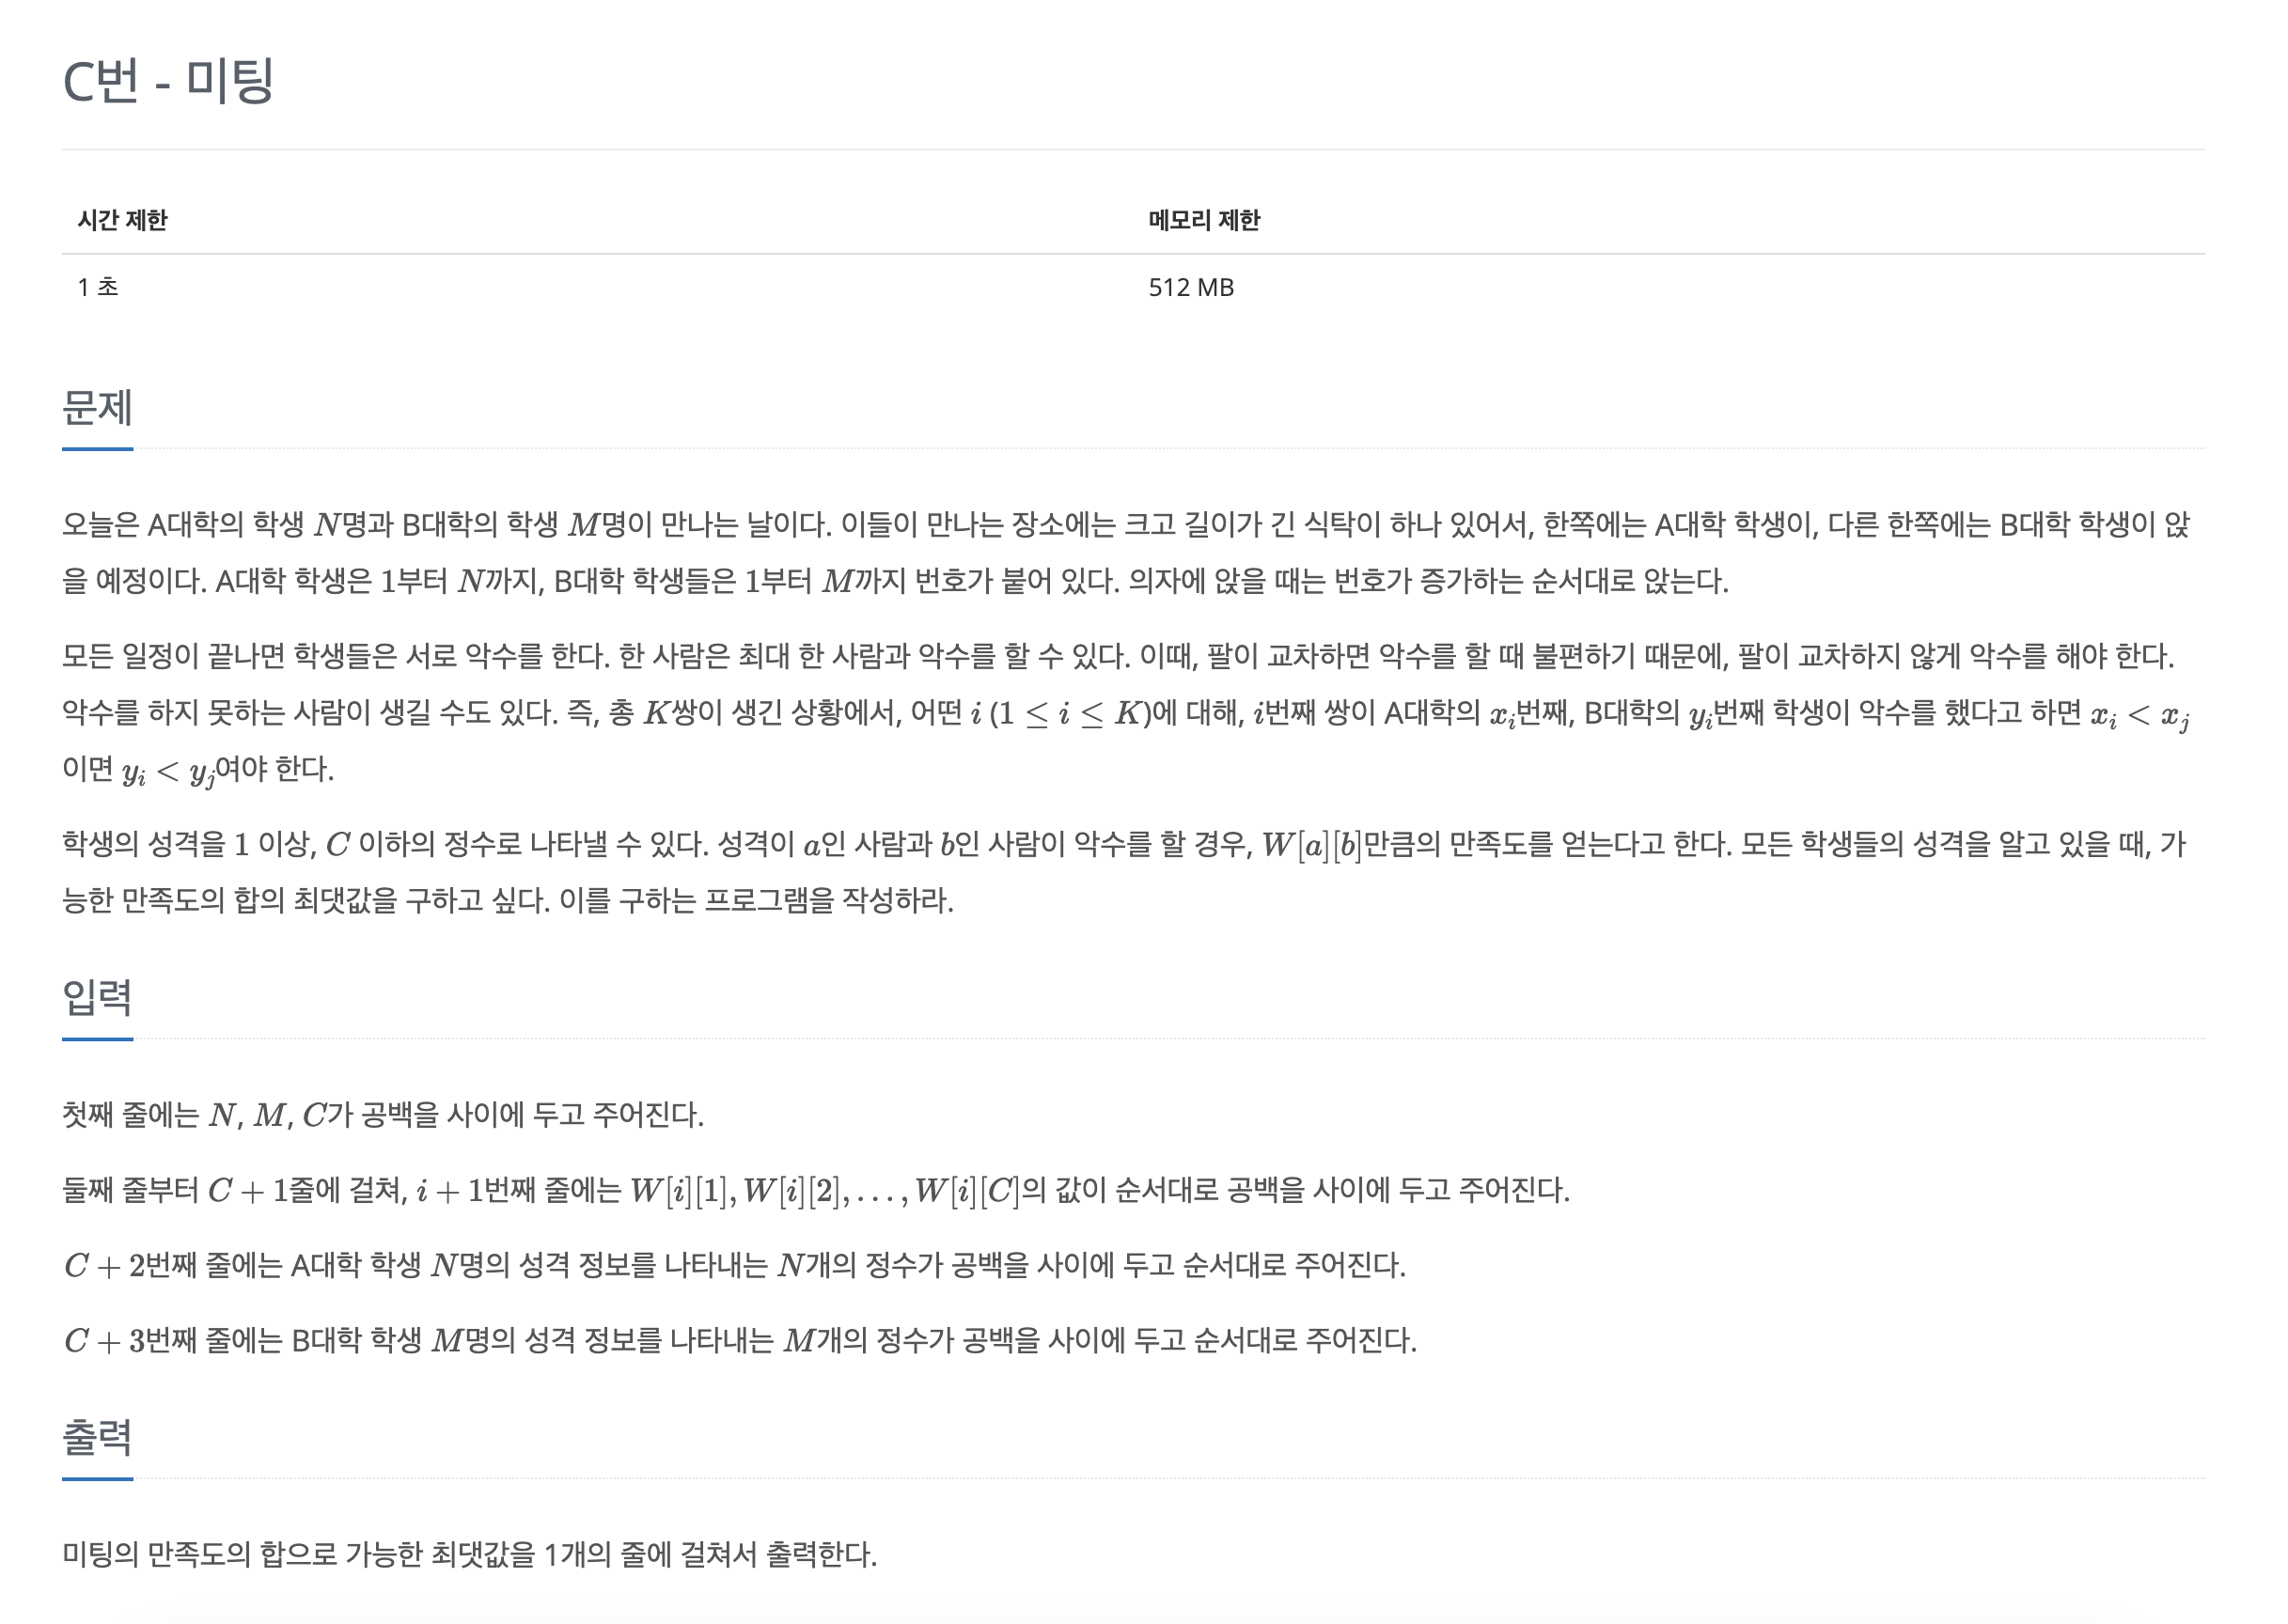 C번 - 미팅
시간 제한 메모리 제한
1 초 512 MB
문제
오늘은 A대학의 학생 N명과 B대학의 학생 M명이 만나는 날이다. 이들이 만나는 장소에는 크고 길이가 긴 식탁이 하나 있어서, 한쪽에는 A대학 학생이, 다른 한쪽에는 B대학 학생이 앉
을 예정이다. A대학 학생은 1부터 N까지, B대학 학생들은 1부터 M까지 번호가 붙어 있다. 의자에 앉을 때는 번호가 증가하는 순서대로 앉는다.
모든 일정이 끝나면 학생들은 서로 악수를 한다. 한 사람은 최대 한 사람과 악수를 할 수 있다. 이때, 팔이 교차하면 악수를 할 때 불편하기 때문에, 팔이 교차하지 않게 악수를 해야 한다.
악수를 하지 못하는 사람이 생길 수도 있다. 즉, 총 K쌍이 생긴 상황에서, 어떤 i (1 ≤ i ≤ K)에 대해, i번째 쌍이 A대학의 x_i번째, B대학의 y_i번째 학생이 악수를 했다고 하면 x_i < x_j
이면 y_i < y_j여야 한다.
학생의 성격을 1 이상, C 이하의 정수로 나타낼 수 있다. 성격이 a인 사람과 b인 사람이 악수를 할 경우, W[a][b]만큼의 만족도를 얻는다고 한다. 모든 학생들의 성격을 알고 있을 때, 가
능한 만족도의 합의 최댓값을 구하고 싶다. 이를 구하는 프로그램을 작성하라.
입력
첫째 줄에는 N, M, C가 공백을 사이에 두고 주어진다.
둘째 줄부터 C + 1줄에 걸쳐, i + 1번째 줄에는 W[i][1], W[i][2], . . . , W[i][C]의 값이 순서대로 공백을 사이에 두고 주어진다.
C + 2번째 줄에는 A대학 학생 N명의 성격 정보를 나타내는 N개의 정수가 공백을 사이에 두고 순서대로 주어진다.
C + 3번째 줄에는 B대학 학생 M명의 성격 정보를 나타내는 M개의 정수가 공백을 사이에 두고 순서대로 주어진다.
출력
미팅의 만족도의 합으로 가능한 최댓값을 1개의 줄에 걸쳐서 출력한다.